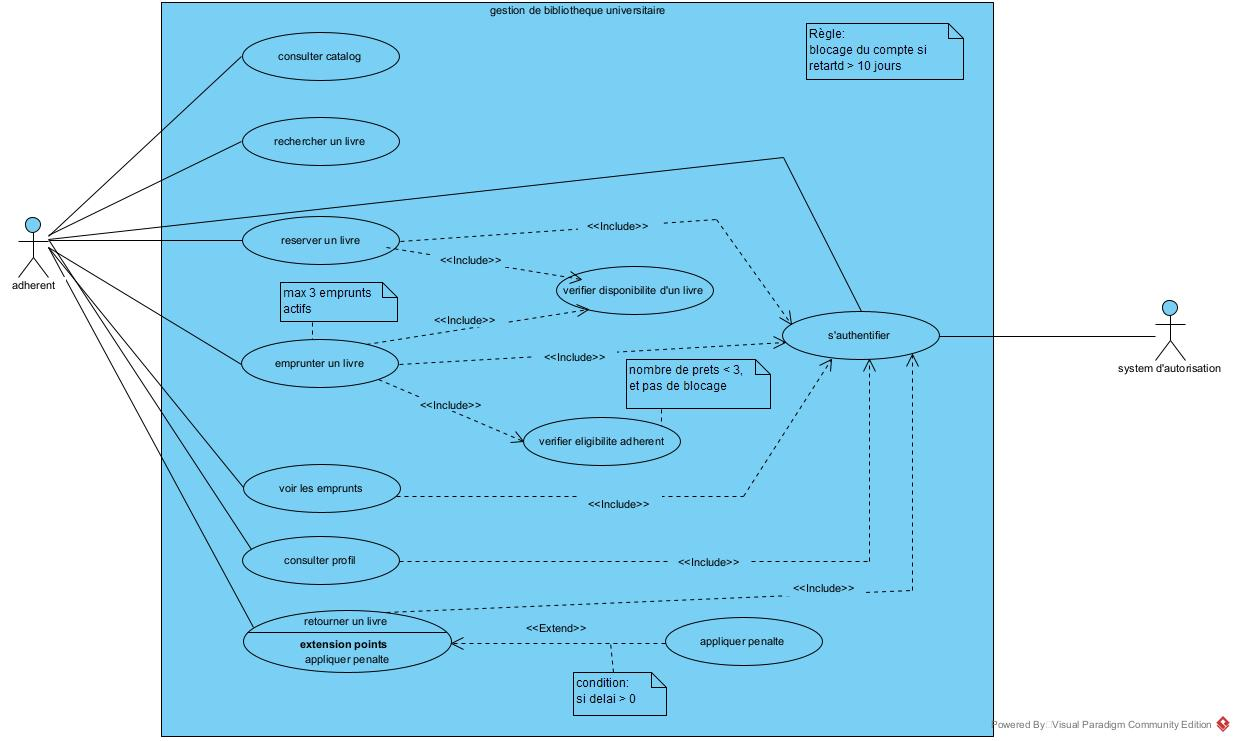 gestion de bibliotheque universitaire
Règle:
blocage du compte si
retartd > 10 jours
consulter catalog
rechercher un livre
reserver un livre
<<Include>>
<<Include>>
verifier disponibilite d'un livre
adherent
max 3 emprunts
actifs
<<Include>>
s'authentifier
system d'autorisation
emprunter un livre
<<Include>>
nombre de prets < 3,
et pas de blocage
<<Include>>
verifier eligibilite adherent
voir les emprunts
<<Include>>
consulter profil
<<Include>>
<<Include>>
retourner un livre
extension points
appliquer penalte
<<Extend>>
appliquer penalte
condition:
si delai > 0
Powered By Visual Paradigm Community Edition